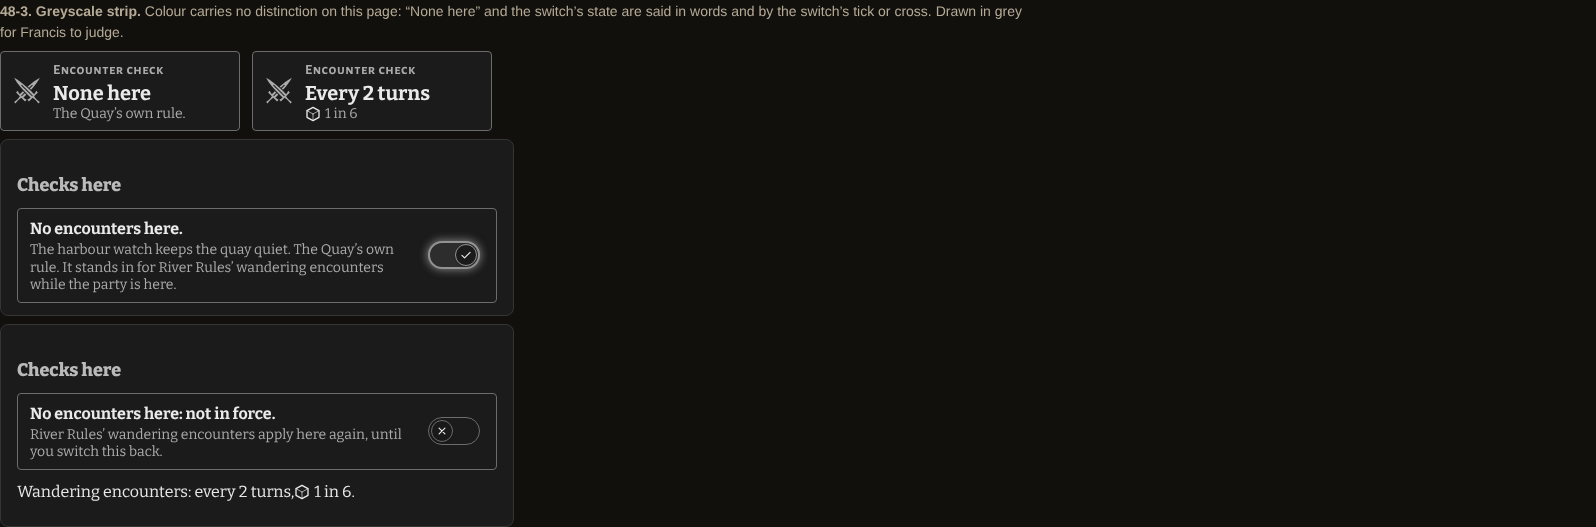 48-3. Greyscale strip. Colour carries no distinction on this page: “None here” and the switch’s state are said in words and by the switch’s tick or cross. Drawn in grey
for Francis to judge.
Encounter check
None here
The Quay’s own rule.
Encounter check
Every 2 turns
1 in 6
Checks here
No encounters here.
The harbour watch keeps the quay quiet. The Quay’s own
rule. It stands in for River Rules’ wandering encounters
while the party is here.
Checks here
No encounters here: not in force.
River Rules’ wandering encounters apply here again, until
you switch this back.
Wandering encounters: every 2 turns, 1 in 6.